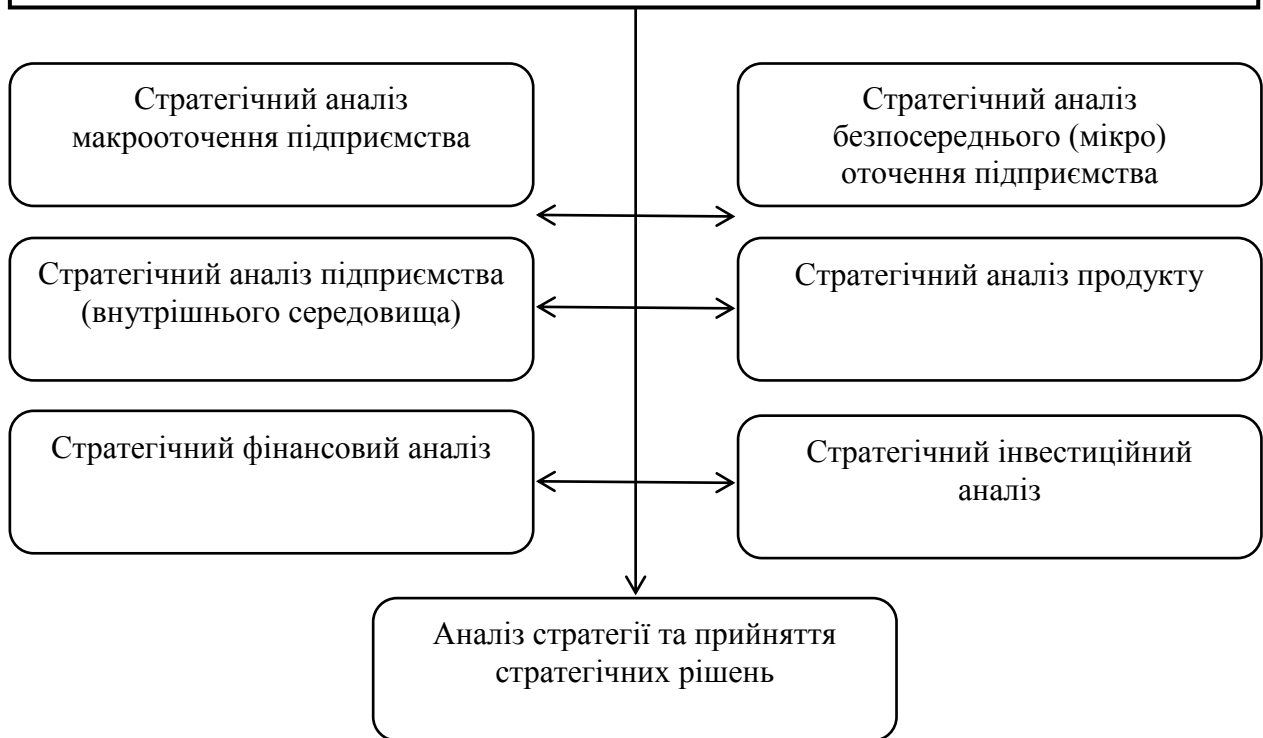 Стратегічний аналіз
макрооточення підприємства
Стратегічний аналіз
безпосереднього (мікро)
оточення підприємства
Стратегічний аналіз підприємства
(внутрішнього середовища)
Стратегічний аналіз продукту
Стратегічний фінансовий аналіз
Стратегічний інвестиційний
аналіз
Аналіз стратегії та прийняття
стратегічних рішень